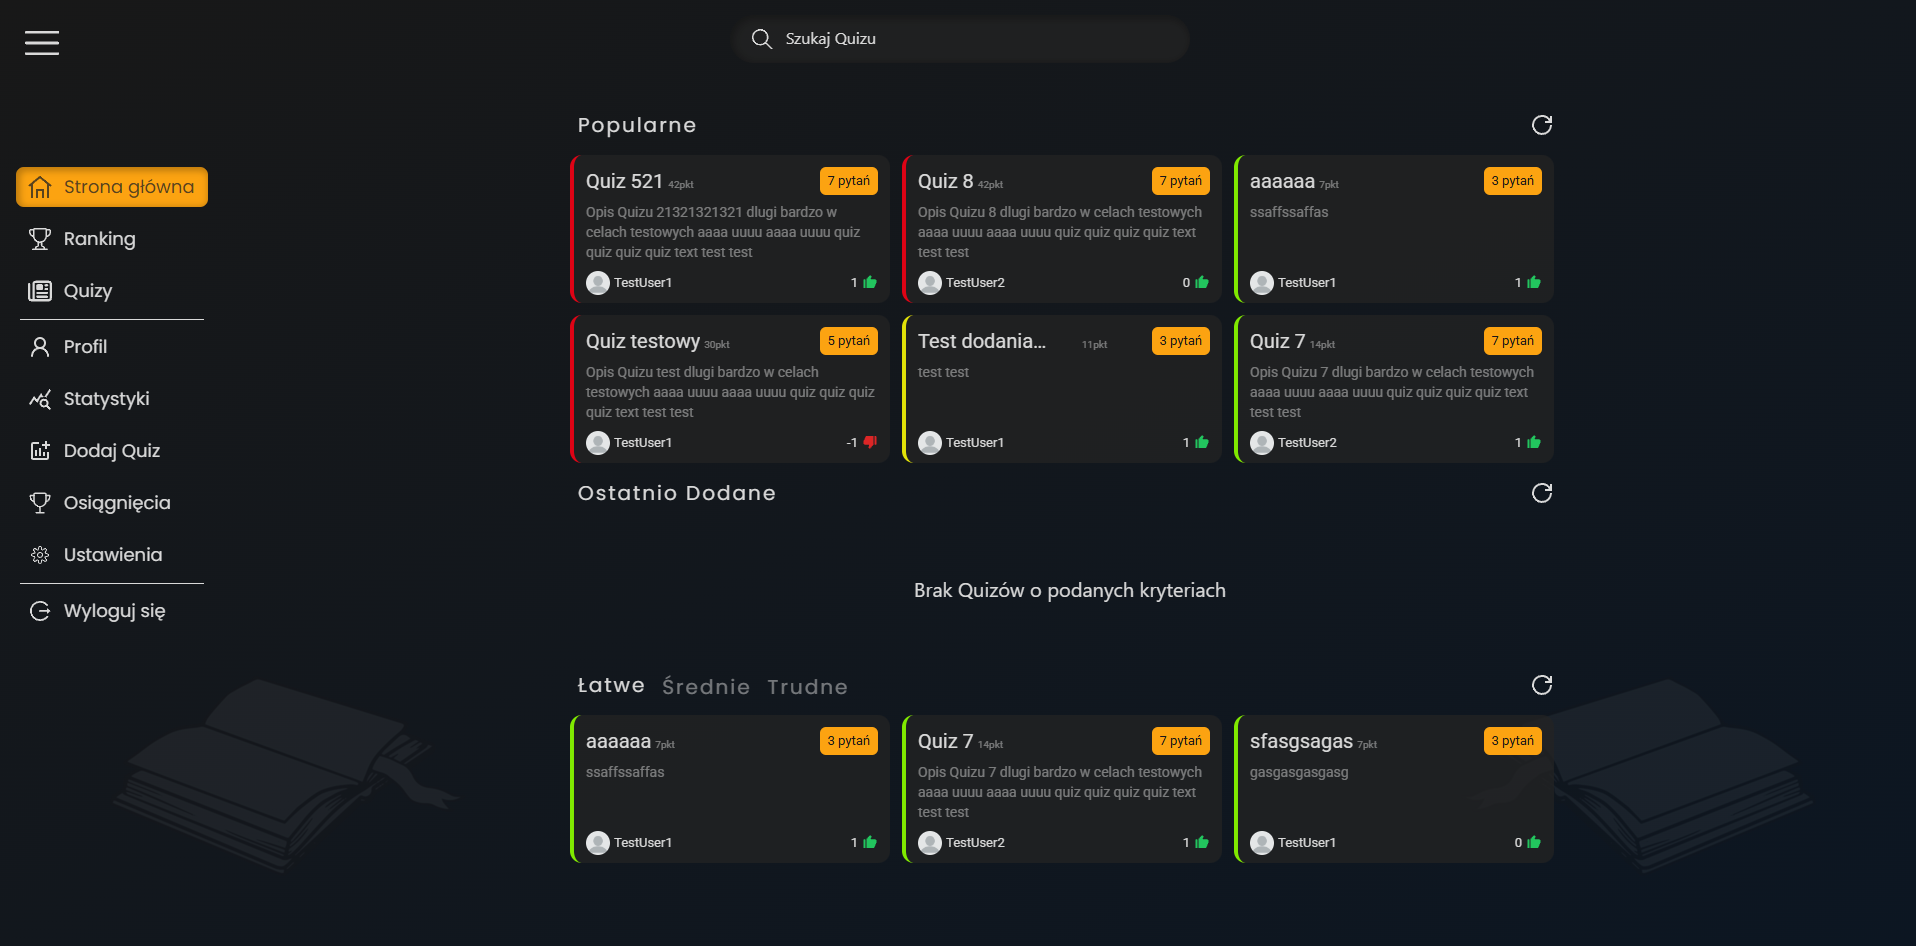 Szukaj Quizu
Strona główna
Ranking
Quizy
Profil
Statystyki
Dodaj Quiz
Osiągnięcia
Ustawienia
Wyloguj się
Popularne
Quiz 521 42pkt 7 pytań
Opis Quizu 21321321321 dlugi bardzo w
celach testowych aaaa uuuu aaaa uuuu quiz
quiz quiz quiz text test test
TestUser1 1
Quiz 8 42pkt 7 pytań
Opis Quizu 8 dlugi bardzo w celach testowych
aaaa uuuu aaaa uuuu quiz quiz quiz quiz text
test test
TestUser2 0
aaaaaa 7pkt 3 pytań
ssaffssaffas
TestUser1 1
Quiz testowy 30pkt 5 pytań
Opis Quizu test dlugi bardzo w celach
testowych aaaa uuuu aaaa uuuu quiz quiz quiz
quiz text test test
TestUser1 -1
Test dodania... 11pkt 3 pytań
test test
TestUser1 1
Quiz 7 14pkt 7 pytań
Opis Quizu 7 dlugi bardzo w celach testowych
aaaa uuuu aaaa uuuu quiz quiz quiz quiz text
test test
TestUser2 1
Ostatnio Dodane
Brak Quizów o podanych kryteriach
Łatwe Średnie Trudne
aaaaaa 7pkt 3 pytań
ssaffssaffas
TestUser1 1
Quiz 7 14pkt 7 pytań
Opis Quizu 7 dlugi bardzo w celach testowych
aaaa uuuu aaaa uuuu quiz quiz quiz quiz text
test test
TestUser2 1
sfasgsagas 7pkt 3 pytań
gasgasgasgasg
TestUser1 0